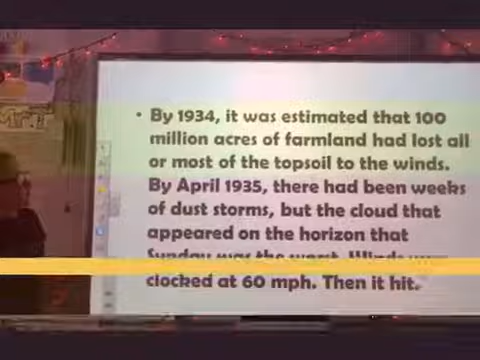 • By 1934, it was estimated that 100
million acres of farmland had lost all
or most of the topsoil to the winds.
By April 1935, there had been weeks
of dust storms, but the cloud that
appeared on the horizon that
Sunday was the worst. Winds
clocked at 60 mph. Then it hit.